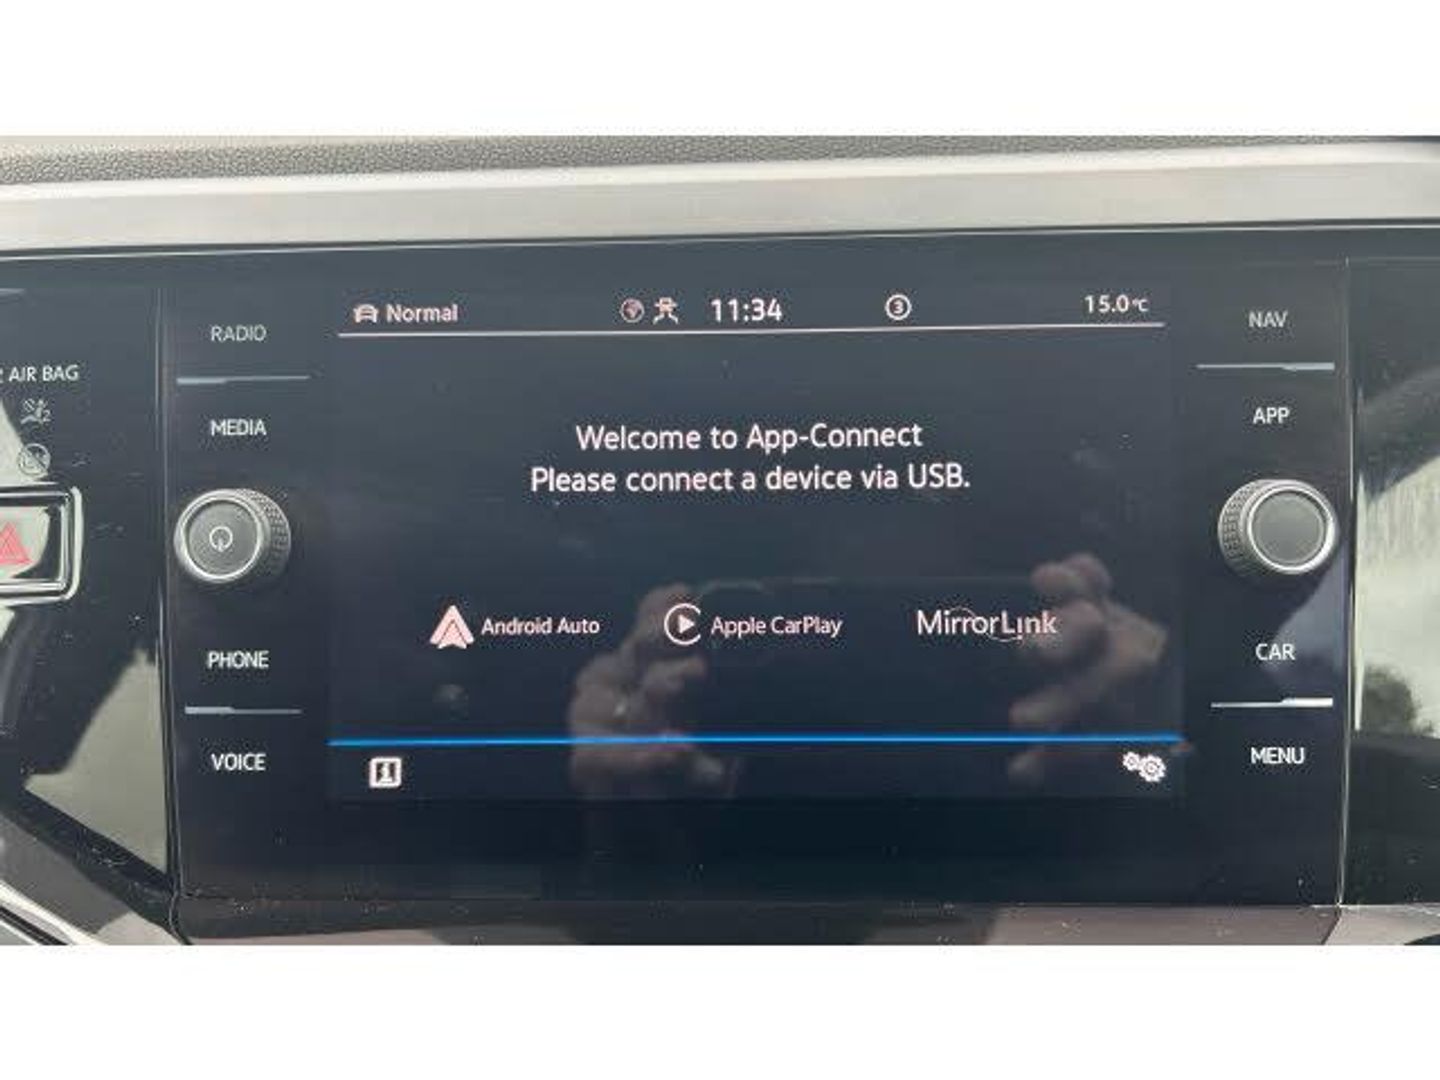 Normal 11:34 3 15.0°C
RADIO
NAV
AIR BAG
MEDIA
APP
Welcome to App-Connect
Please connect a device via USB.
Android Auto Apple CarPlay MirrorLink
PHONE
CAR
VOICE
MENU